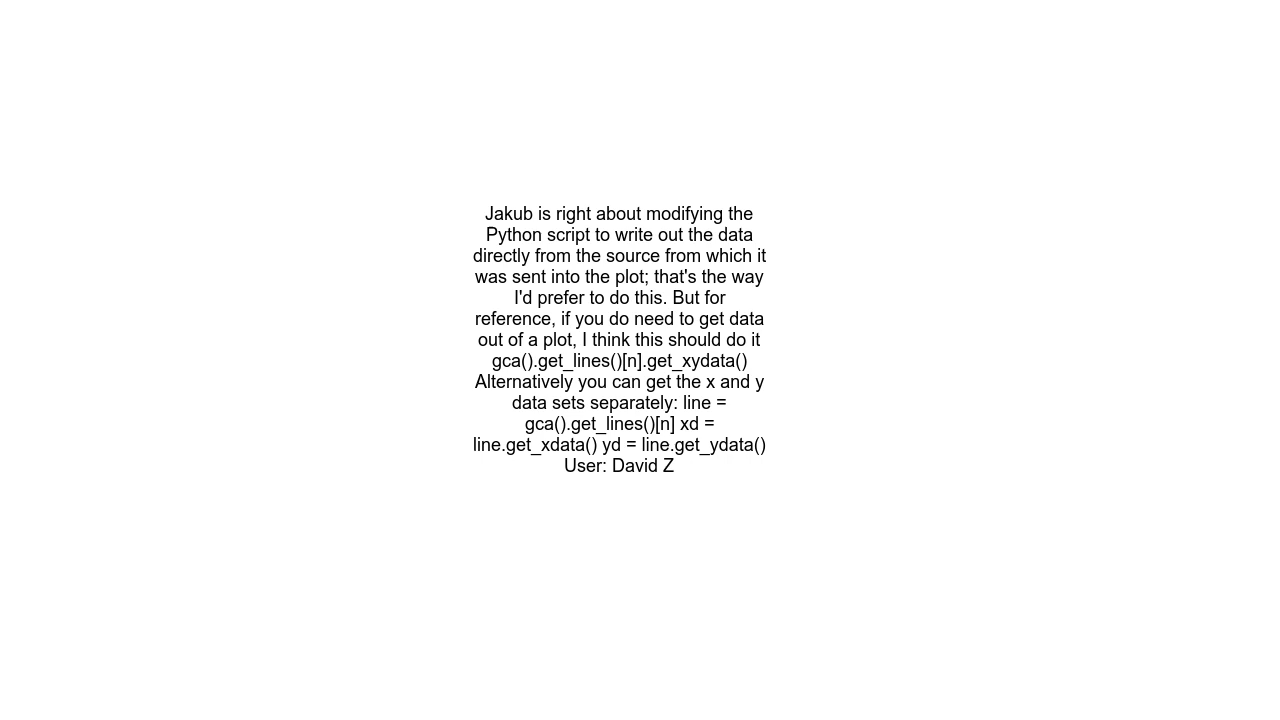 Jakub is right about modifying the
Python script to write out the data
directly from the source from which it
was sent into the plot; that's the way
I'd prefer to do this. But for
reference, if you do need to get data
out of a plot, I think this should do it
gca().get_lines()[n].get_xydata()
Alternatively you can get the x and y
data sets separately: line =
gca().get_lines()[n] xd =
line.get_xdata() yd = line.get_ydata()
User: David Z